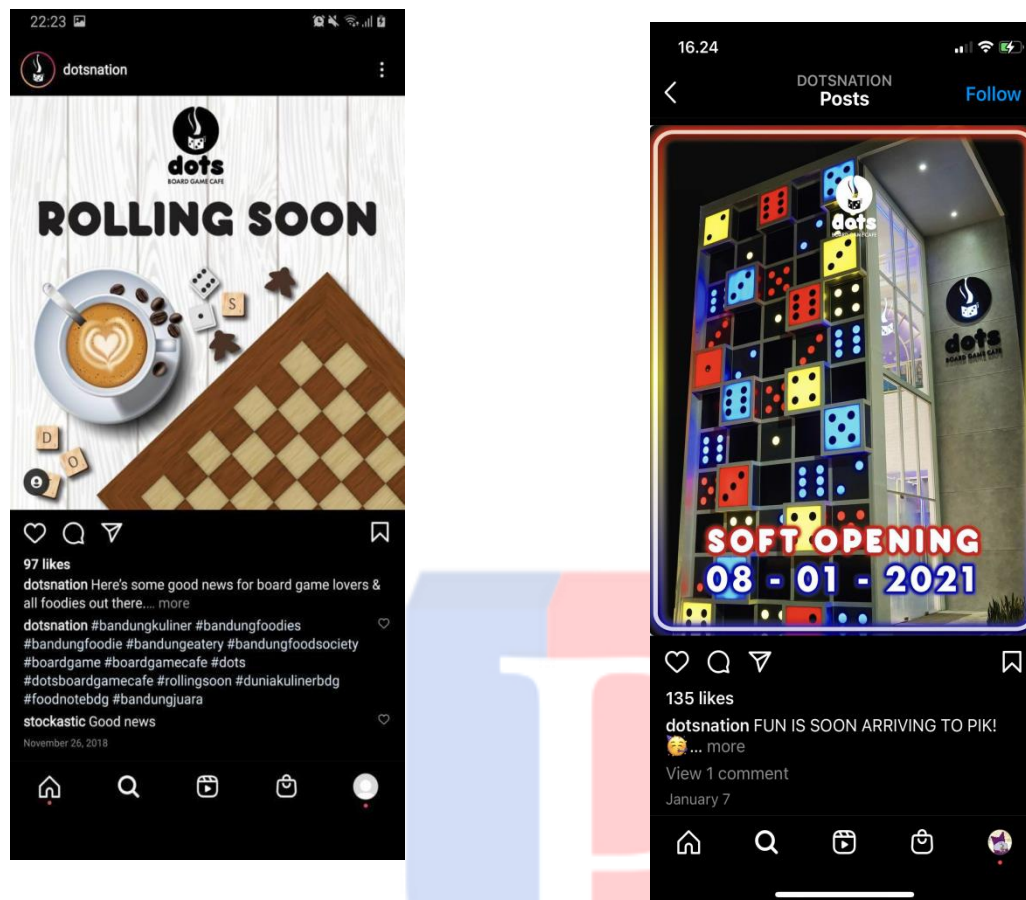 22:23
dotsnation
dots
BOARD GAME CAFE
ROLLING SOON
S
D
O
97 likes
dotsnation Here's some good news for board game lovers &
all foodies out there.... more
dotsnation #bandungkuliner #bandungfoodies
#bandungfoodie #bandungeatery #bandungfoodsociety
#boardgame #boardgamecafe #dots
#dotsboardgamecafe #rollingsoon #duniakulinerbdg
#foodnotebdg #bandungjuara
stockastic Good news
November 26, 2018
16.24
DOTSNATION
Posts
Follow
dots
BOARD GAME CAFE
dots
BOARD GAME CAFE
SOFT OPENING
08 - 01 - 2021
135 likes
dotsnation FUN IS SOON ARRIVING TO PIK!
🥳... more
View 1 comment
January 7